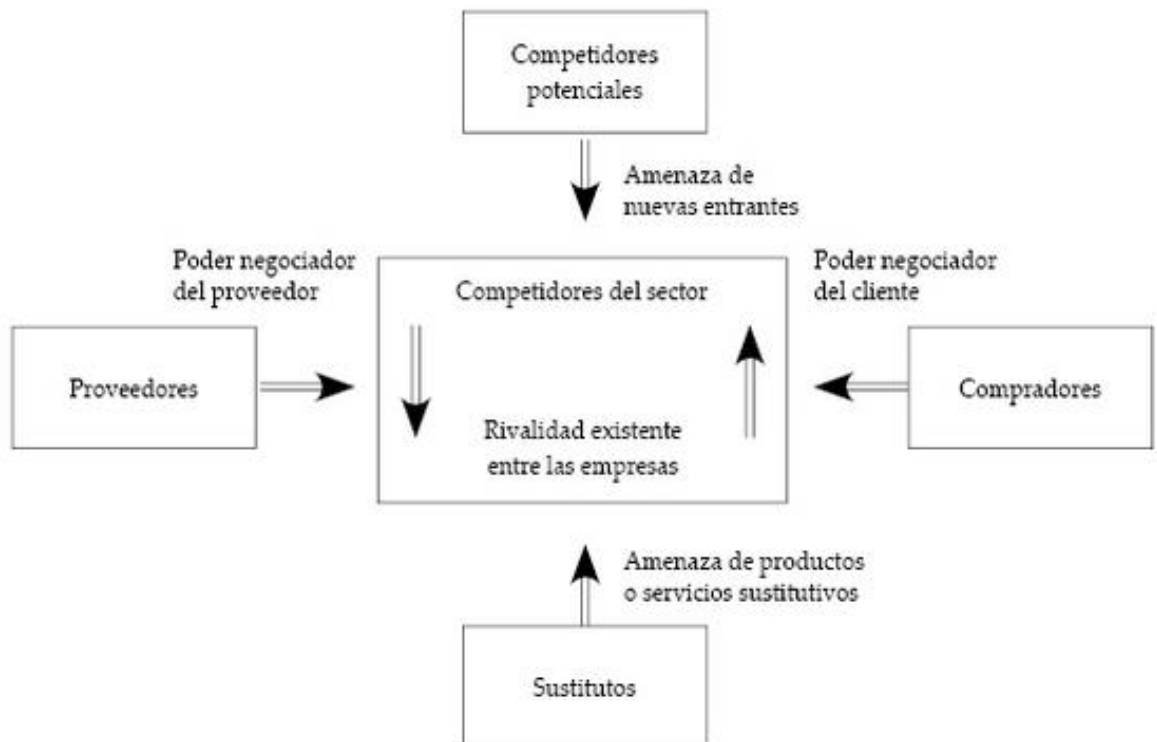 Competidores
potenciales
Amenaza de
nuevas entrantes
Poder negociador
del proveedor
Competidores del sector
Poder negociador
del cliente
Proveedores
Compradores
Rivalidad existente
entre las empresas
Amenaza de productos
o servicios sustitutivos
Sustitutos